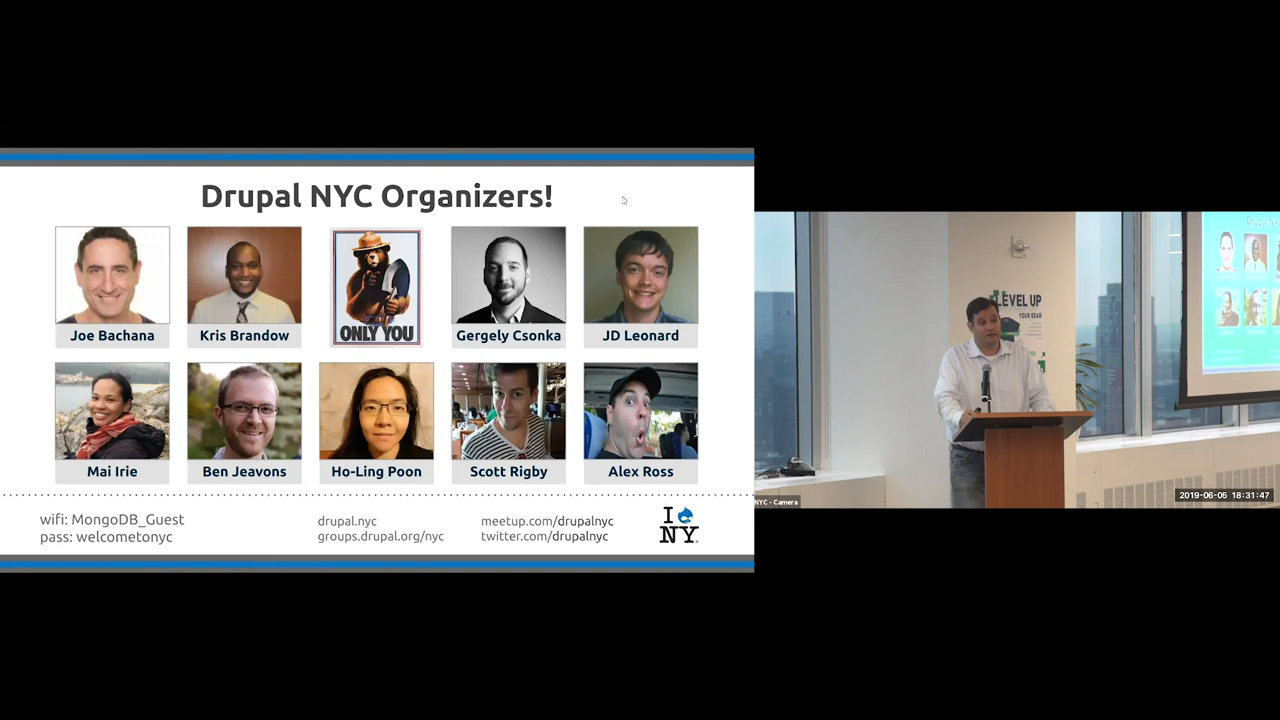 Drupal NYC Organizers!
ONLY YOU
Joe Bachana
Kris Brandow
Gergely Csonka
JD Leonard
Mai Irie
Ben Jeavons
Ho-Ling Poon
Scott Rigby
Alex Ross
wifi: MongoDB_Guest
pass: welcometonyc
drupal.nyc
groups.drupal.org/nyc
meetup.com/drupalnyc
twitter.com/drupalnyc
I
NY
LEVEL UP
YOUR GEAR
NYC - Camera
2019-06-05 18:31:47